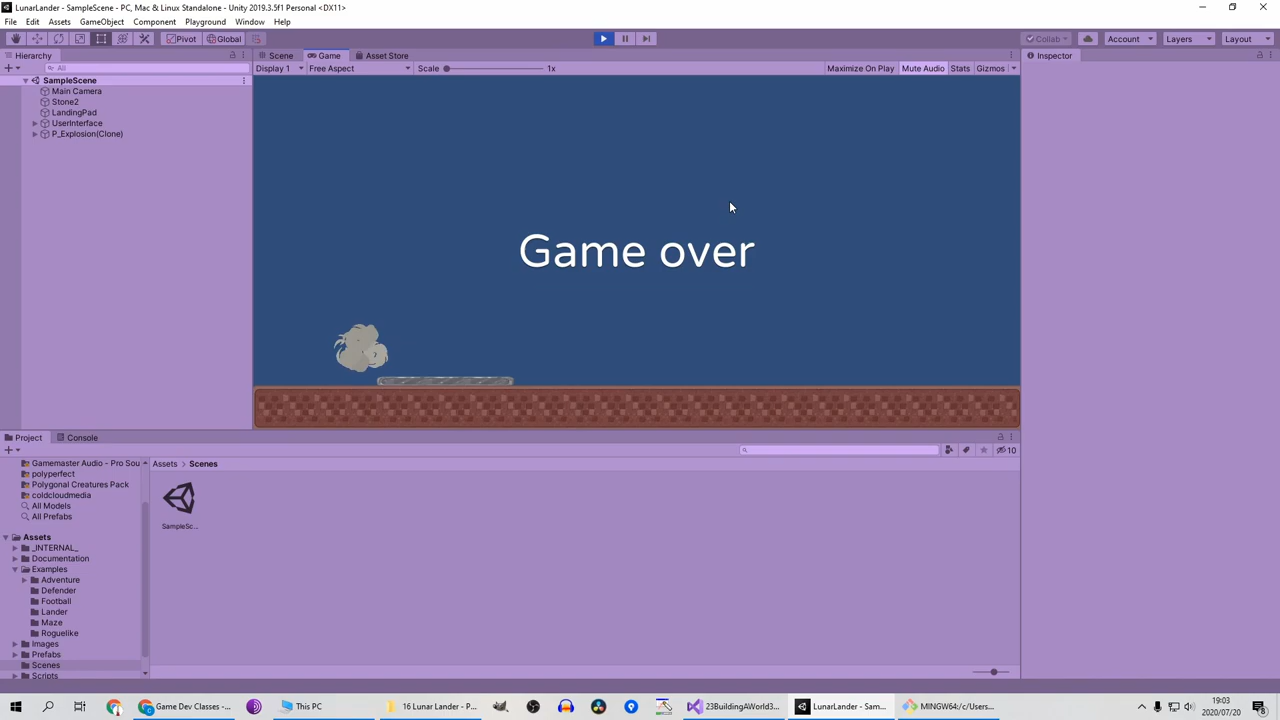 LunarLander - SampleScene - PC, Mac & Linux Standalone - Unity 2019.3.5f1 Personal <DX11>
File Edit Assets GameObject Component Playground Window Help
Pivot Global Collab Account Layers Layout
Hierarchy Scene Game Asset Store Inspector
All Display 1 Free Aspect Scale 1x Maximize On Play Mute Audio Stats Gizmos
SampleScene
Main Camera
Stone2
LandingPad
UserInterface
P_Explosion(Clone)
Game over
Project Console
10
Gamemaster Audio - Pro Sou
Assets > Scenes
polyperfect
Polygonal Creatures Pack
coldcloudmedia
All Models
All Prefabs
SampleSc...
Assets
_INTERNAL_
Documentation
Examples
Adventure
Defender
Football
Lander
Maze
Roguelike
Images
Prefabs
Scenes
Scripts
Game Dev Classes - ... This PC 16 Lunar Lander - P... 23BuildingAWorld3... LunarLander - Sam... MINGW64:/c/Users...
19:03
2020/07/20
8